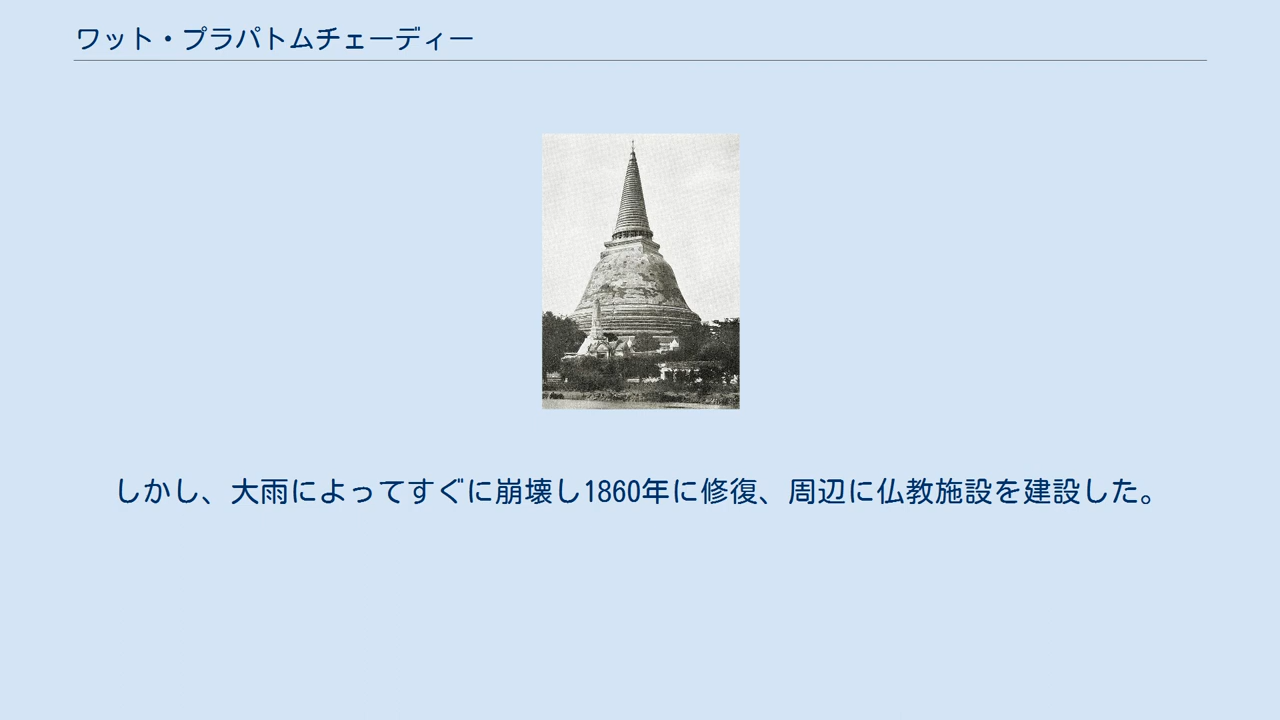 ワット・プラパトムチェーディー
しかし、大雨によってすぐに崩壊し1860年に修復、周辺に仏教施設を建設した。